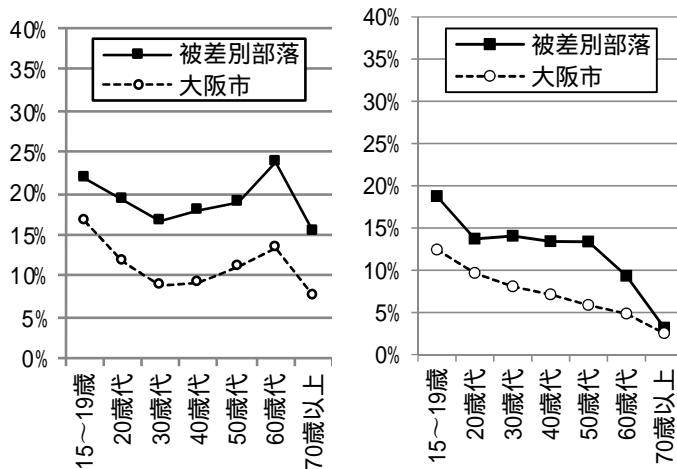 40%
35%
30%
25%
20%
15%
10%
5%
0%
被差別部落
大阪市
15～19歳
20歳代
30歳代
40歳代
50歳代
60歳代
70歳以上
40%
35%
30%
25%
20%
15%
10%
5%
0%
被差別部落
大阪市
15～19歳
20歳代
30歳代
40歳代
50歳代
60歳代
70歳以上